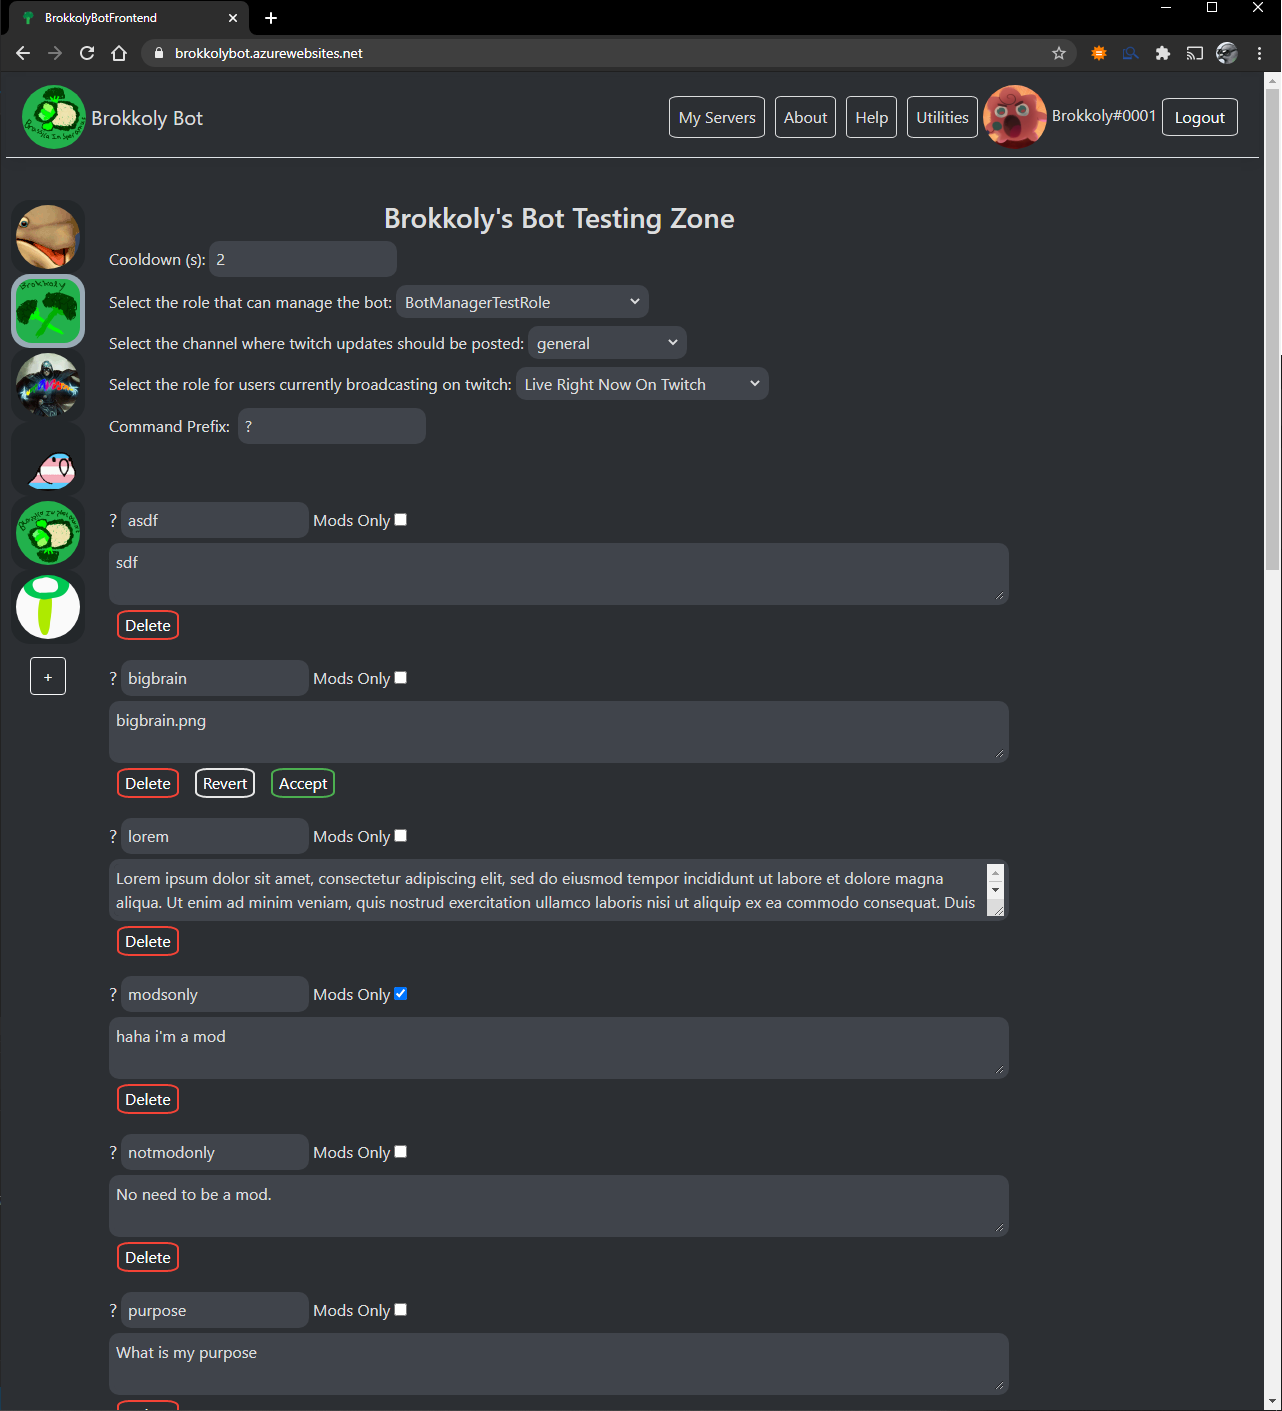 BrokkolyBotFrontend
brokkolybot.azurewebsites.net
Brokkoly Bot
My Servers
About
Help
Utilities
Brokkoly#0001
Logout
Brokkoly's Bot Testing Zone
Cooldown (s): 2
Select the role that can manage the bot: BotManagerTestRole
Select the channel where twitch updates should be posted: general
Select the role for users currently broadcasting on twitch: Live Right Now On Twitch
Command Prefix: ?
Brokkoly
+
? asdf Mods Only
sdf
Delete
? bigbrain Mods Only
bigbrain.png
Delete Revert Accept
? lorem Mods Only
Lorem ipsum dolor sit amet, consectetur adipiscing elit, sed do eiusmod tempor incididunt ut labore et dolore magna
aliqua. Ut enim ad minim veniam, quis nostrud exercitation ullamco laboris nisi ut aliquip ex ea commodo consequat. Duis
Delete
? modsonly Mods Only
haha i'm a mod
Delete
? notmodonly Mods Only
No need to be a mod.
Delete
? purpose Mods Only
What is my purpose